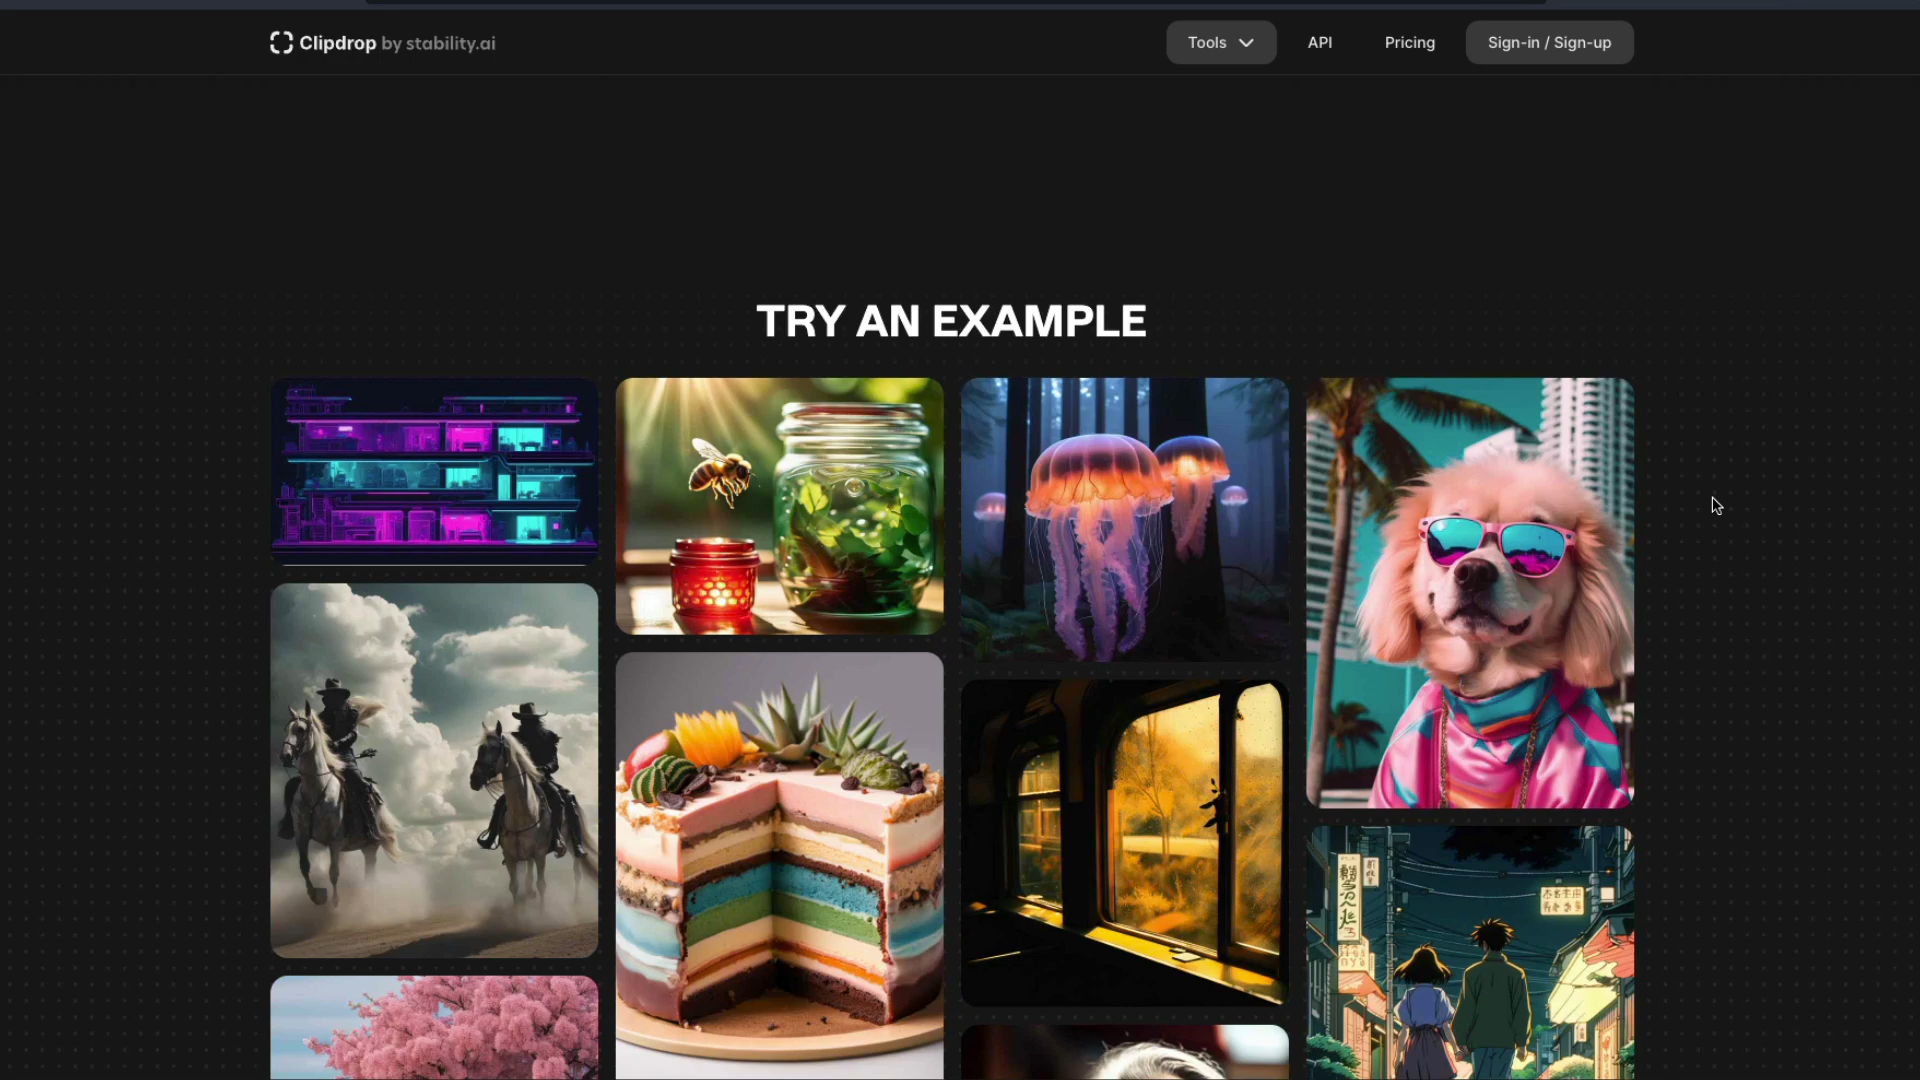 Clipdrop by stability.ai
Tools
API
Pricing
Sign-in / Sign-up
TRY AN EXAMPLE